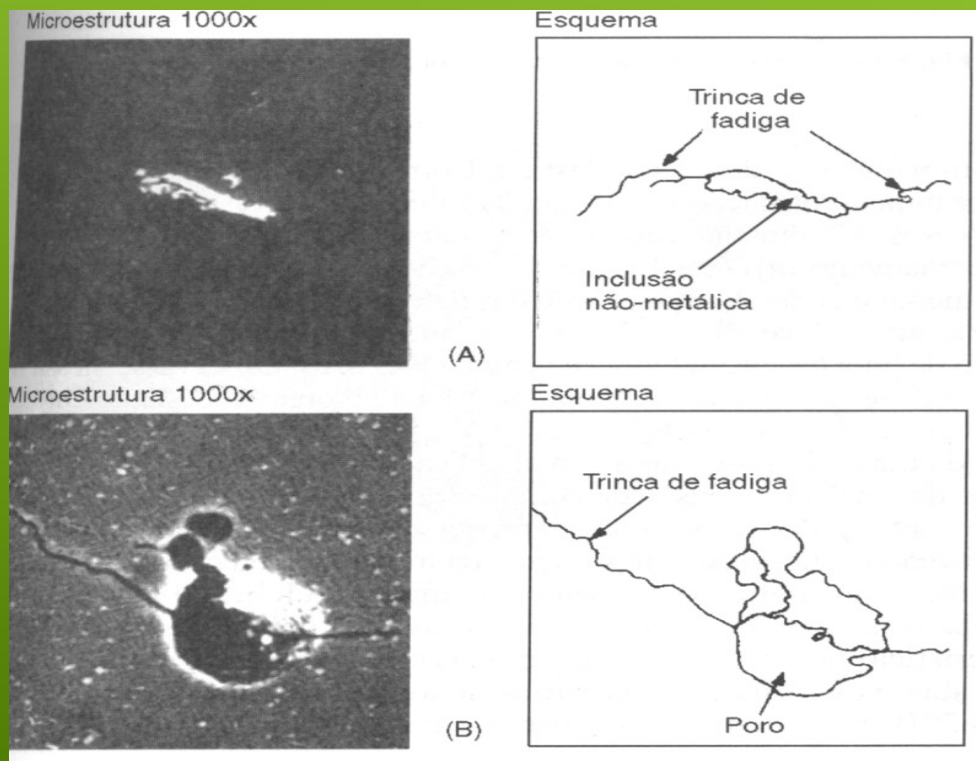 Microestrutura 1000x
Esquema
Trinca de
fadiga
Inclusão
não-metálica
(A)
Microestrutura 1000x
Esquema
Trinca de fadiga
Poro
(B)